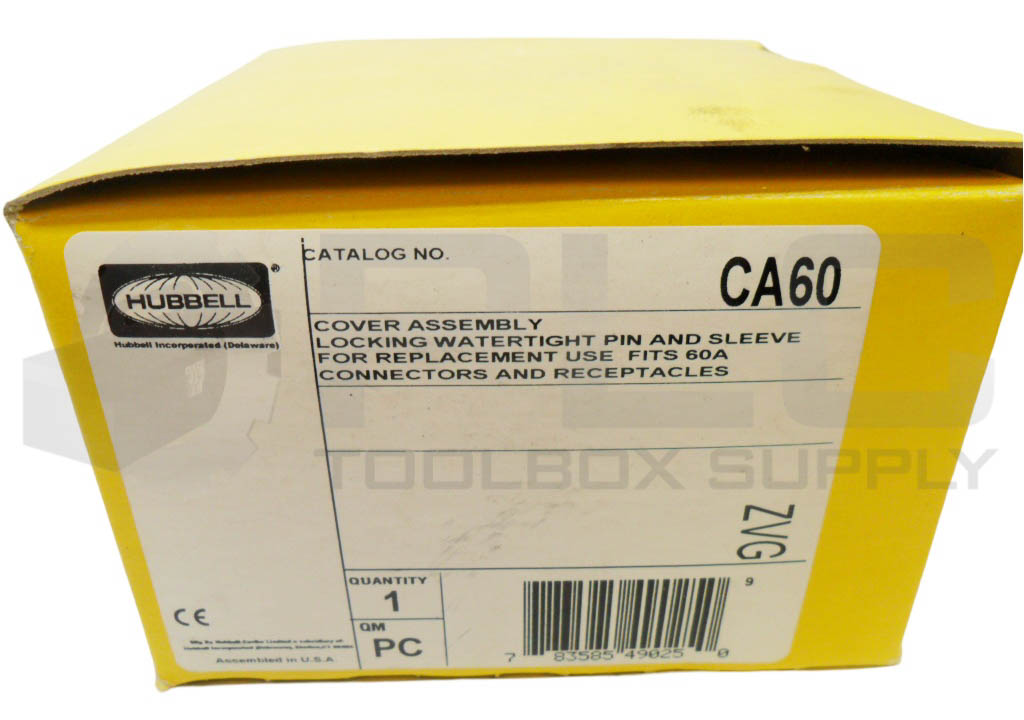 HUBBELL
®
Hubbell Incorporated (Delaware)
CATALOG NO.
CA60
COVER ASSEMBLY
LOCKING WATERTIGHT PIN AND SLEEVE
FOR REPLACEMENT USE FITS 60A
CONNECTORS AND RECEPTACLES
PLC
TOOLBOX SUPPLY
ZVG
QUANTITY
1
QM
PC
CE
Assembled in U.S.A
9
7 83585 49025 0